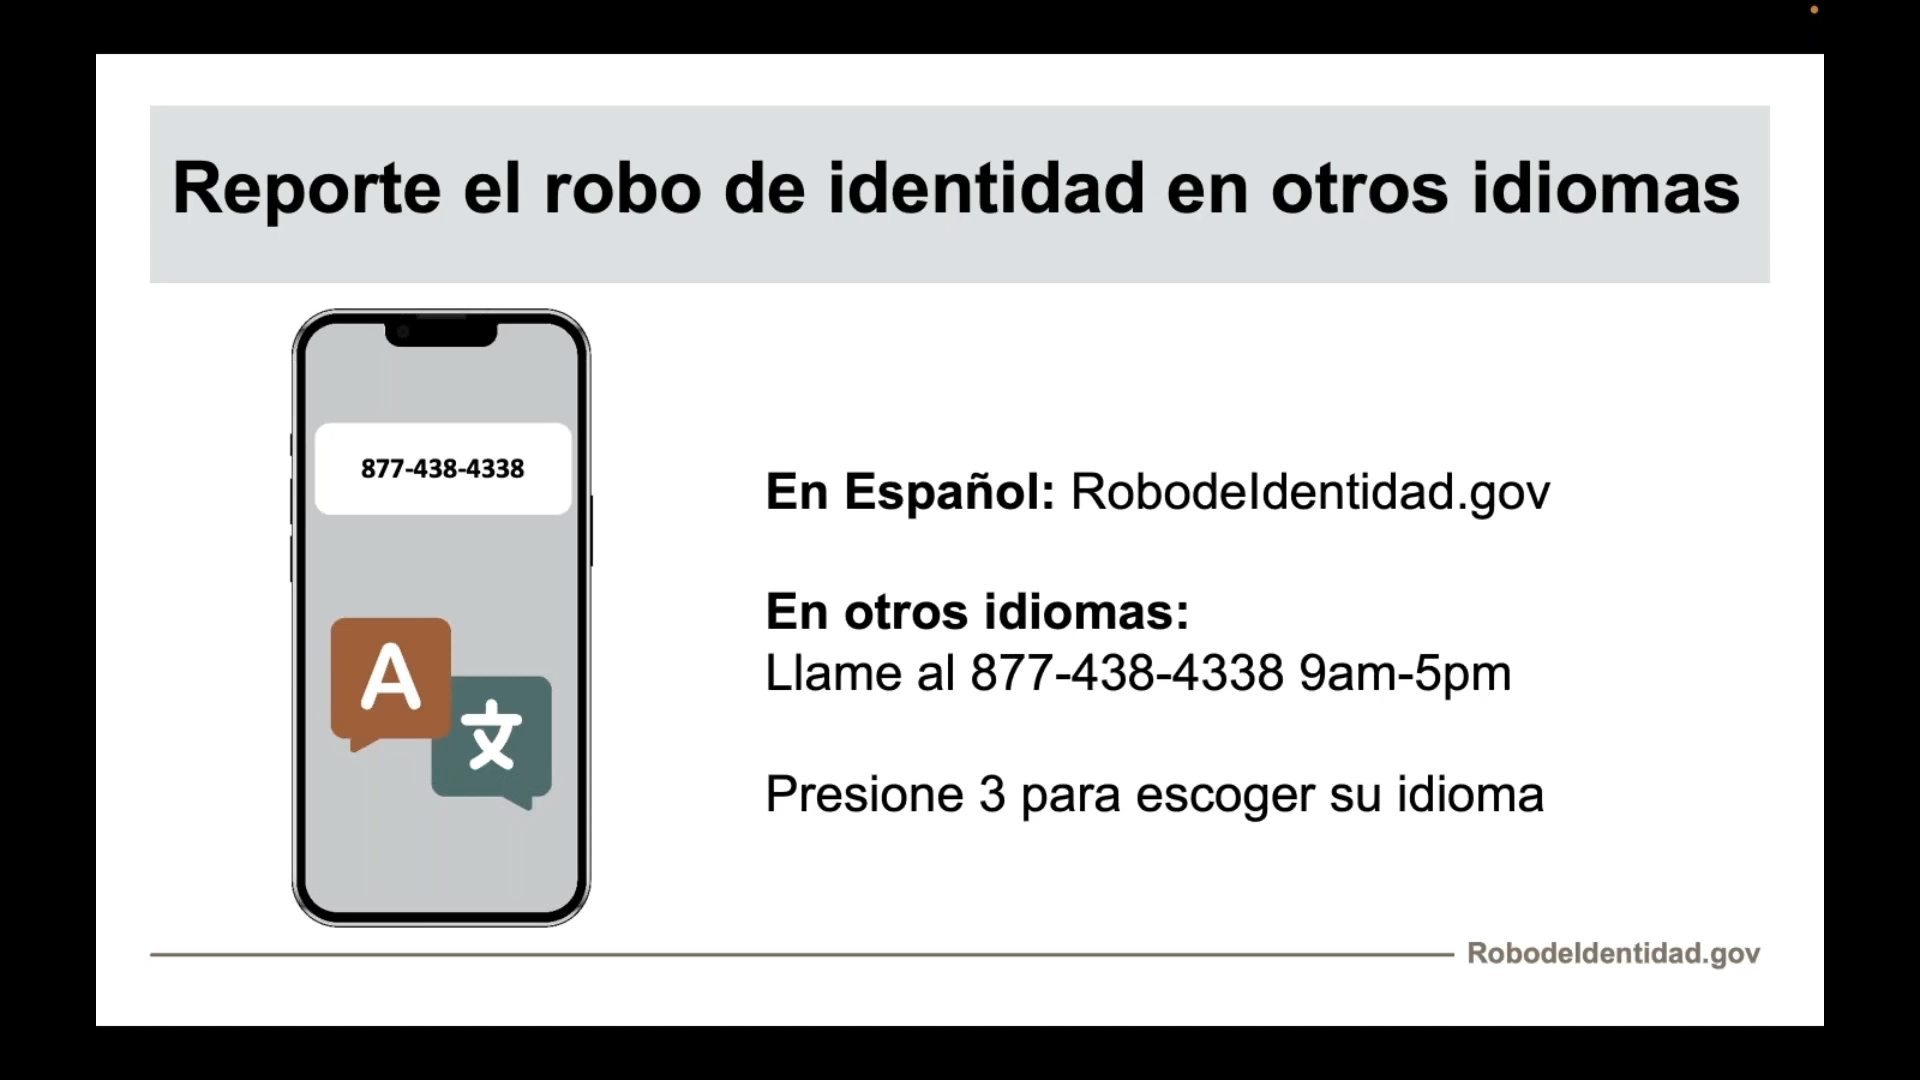 Reporte el robo de identidad en otros idiomas
877-438-4338
A
文
En Español: RobodeIdentidad.gov
En otros idiomas:
Llame al 877-438-4338 9am-5pm
Presione 3 para escoger su idioma
RobodeIdentidad.gov